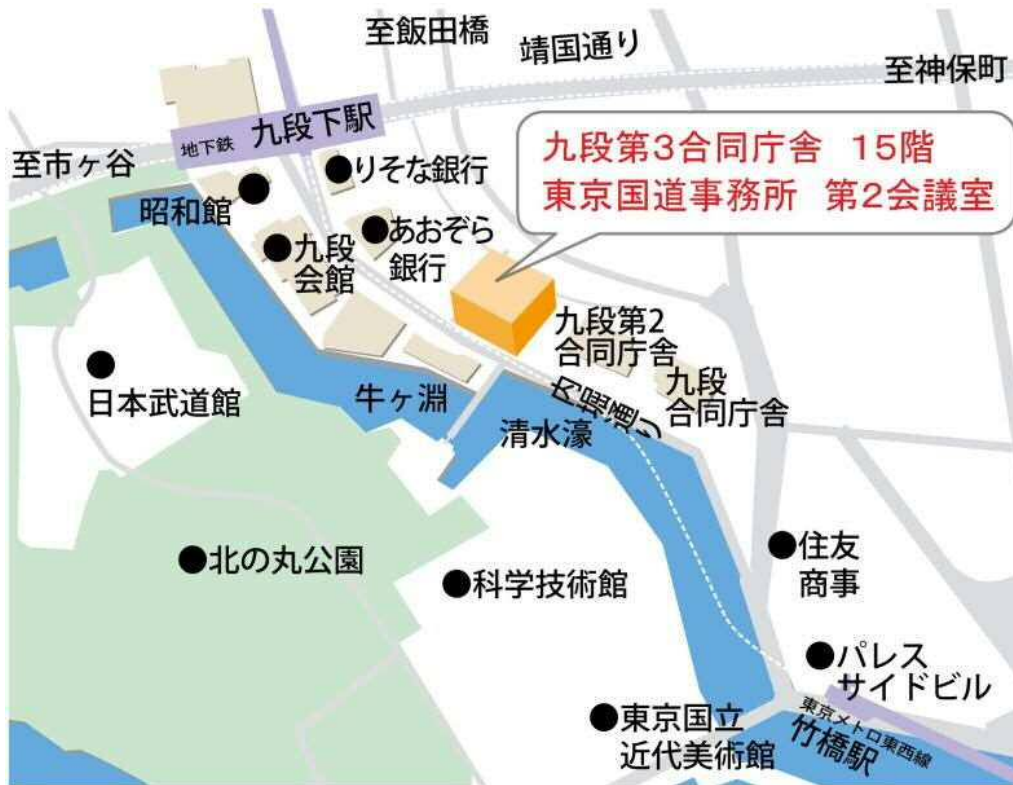 至飯田橋
靖国通り
至神保町
地下鉄 九段下駅
九段第3合同庁舎 15階
東京国道事務所 第2会議室
至市ヶ谷
りそな銀行
昭和館
あおぞら
銀行
九段
会館
九段第2
合同庁舎
九段
合同庁舎
日本武道館
牛ヶ淵
内堀通り
清水濠
北の丸公園
科学技術館
住友
商事
パレス
サイドビル
東京国立
近代美術館
東京メトロ東西線
竹橋駅